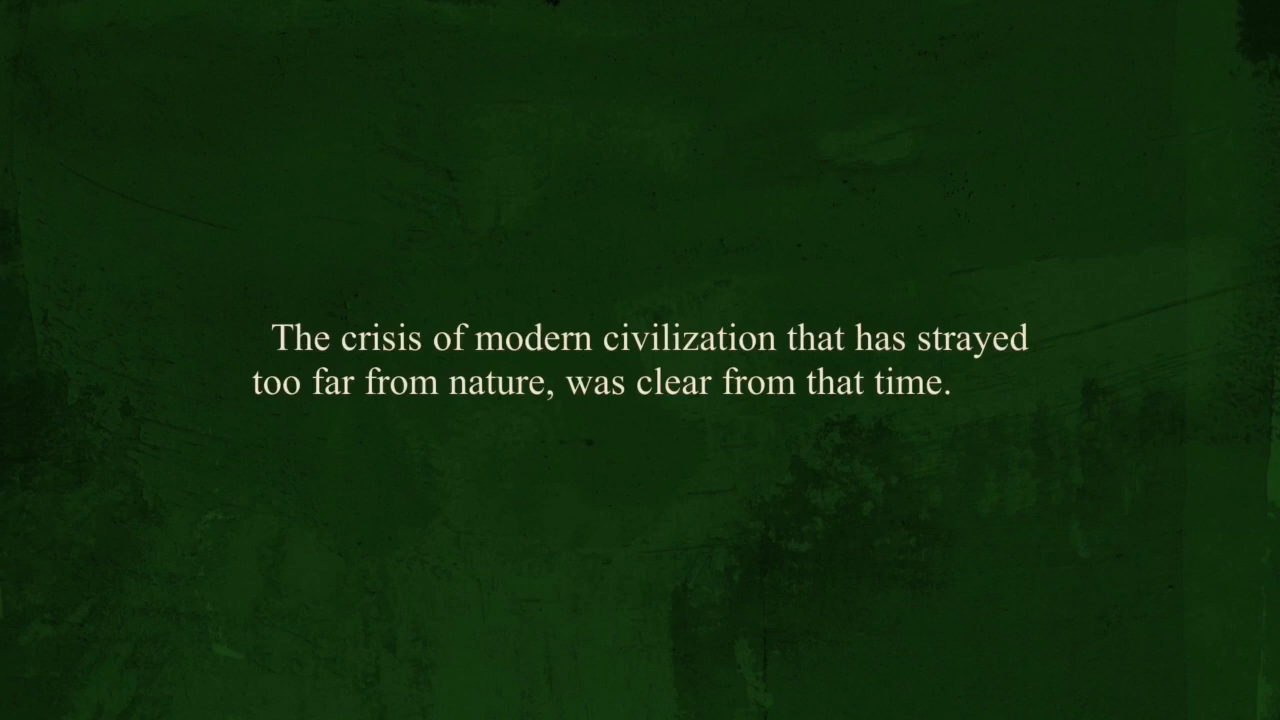 The crisis of modern civilization that has strayed
too far from nature, was clear from that time.